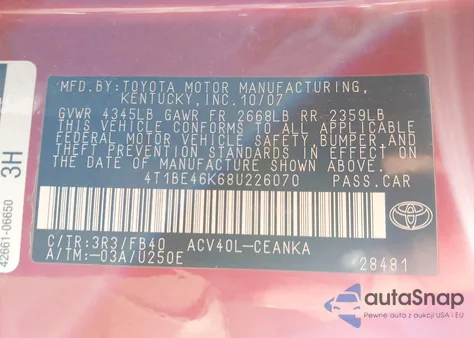 MFD.BY:TOYOTA MOTOR MANUFACTURING,
KENTUCKY,INC.10/07
GVWR 4345LB GAWR FR 2668LB RR 2359LB
THIS VEHICLE CONFORMS TO ALL APPLICABLE
FEDERAL MOTOR VEHICLE SAFETY,BUMPER,AND
THEFT PREVENTION STANDARDS IN EFFECT ON
THE DATE OF MANUFACTURE SHOWN ABOVE.
4T1BE46K68U226070 PASS.CAR
C/TR:3R3/FB40 ACV40L-CEANKA
A/TM:-03A/U250E
28481
42661-06650
3H
autoSnap
Pewne auta z USA i EU